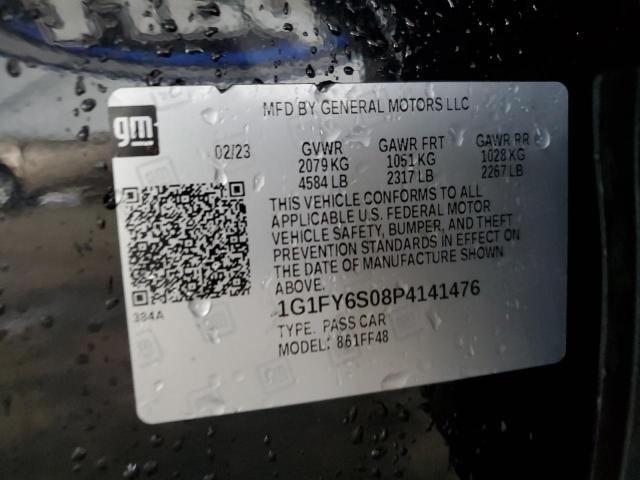 MFD BY GENERAL MOTORS LLC
gm
02/23 GVWR GAWR FRT GAWR RR
2079 KG 1051 KG 1028 KG
4584 LB 2317 LB 2267 LB
THIS VEHICLE CONFORMS TO ALL
APPLICABLE U.S. FEDERAL MOTOR
VEHICLE SAFETY, BUMPER, AND THEFT
PREVENTION STANDARDS IN EFFECT ON
THE DATE OF MANUFACTURE SHOWN
ABOVE.
384A
1G1FY6S08P4141476
TYPE: PASS CAR
MODEL: 861FF48